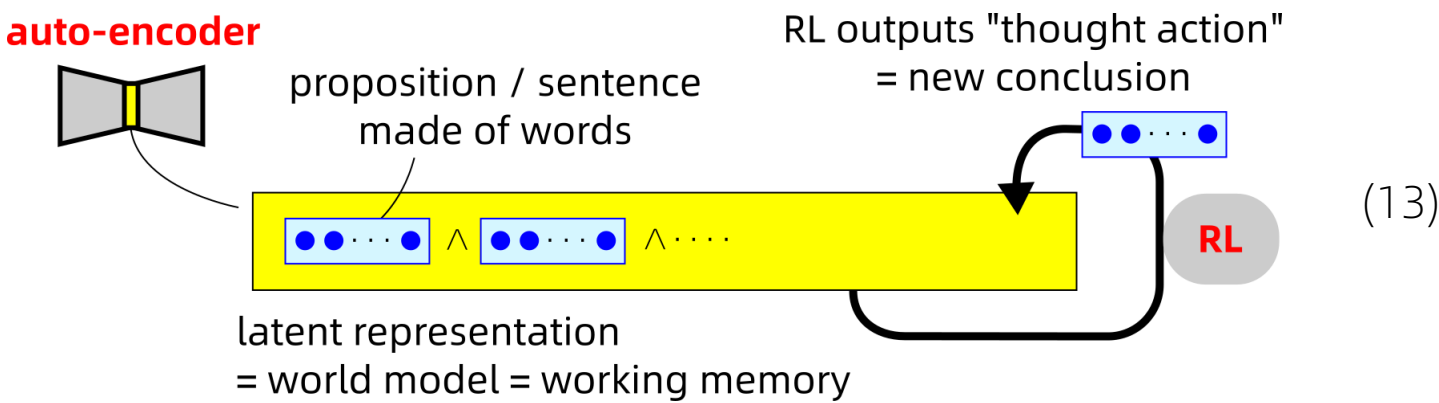 auto-encoder
RL outputs "thought action"
= new conclusion
proposition / sentence
made of words
· · · ∧ · · · ∧ · · · ·
· · ·
(13)
RL
latent representation
= world model = working memory